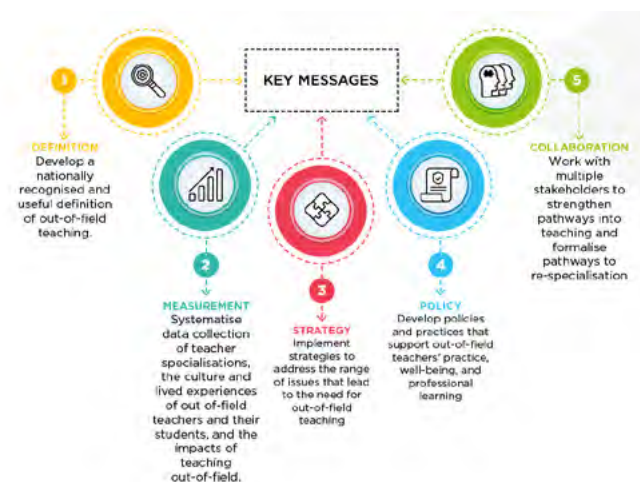 KEY MESSAGES
1
DEFINITION
Develop a
nationally
recognised and
useful definition
of out-of-field
teaching.
2
MEASUREMENT
Systematise
data collection
of teacher
specialisations,
the culture and
lived experiences
of out of-field
teachers and their
students, and the
impacts of
teaching
out-of-field.
3
STRATEGY
Implement
strategies to
address the range
of issues that lead
to the need for
out-of-field
teaching
4
POLICY
Develop policies
and practices that
support out-of-field
teachers' practice,
well-being, and
professional
learning
5
COLLABORATION
Work with
multiple
stakeholders to
strengthen
pathways into
teaching and
formalise
pathways to
re-specialisation